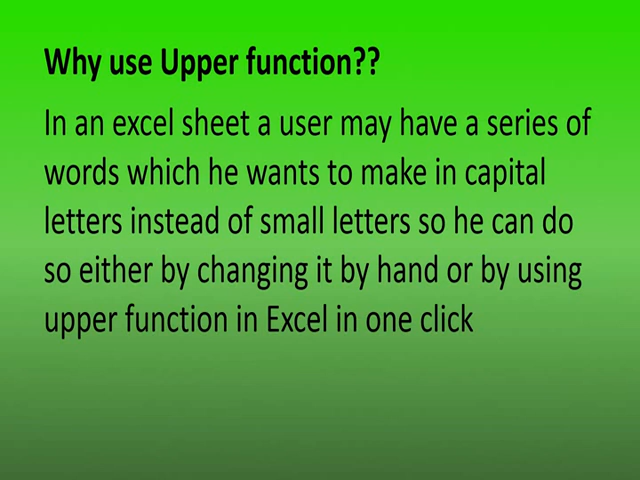 Why use Upper function??
In an excel sheet a user may have a series of
words which he wants to make in capital
letters instead of small letters so he can do
so either by changing it by hand or by using
upper function in Excel in one click